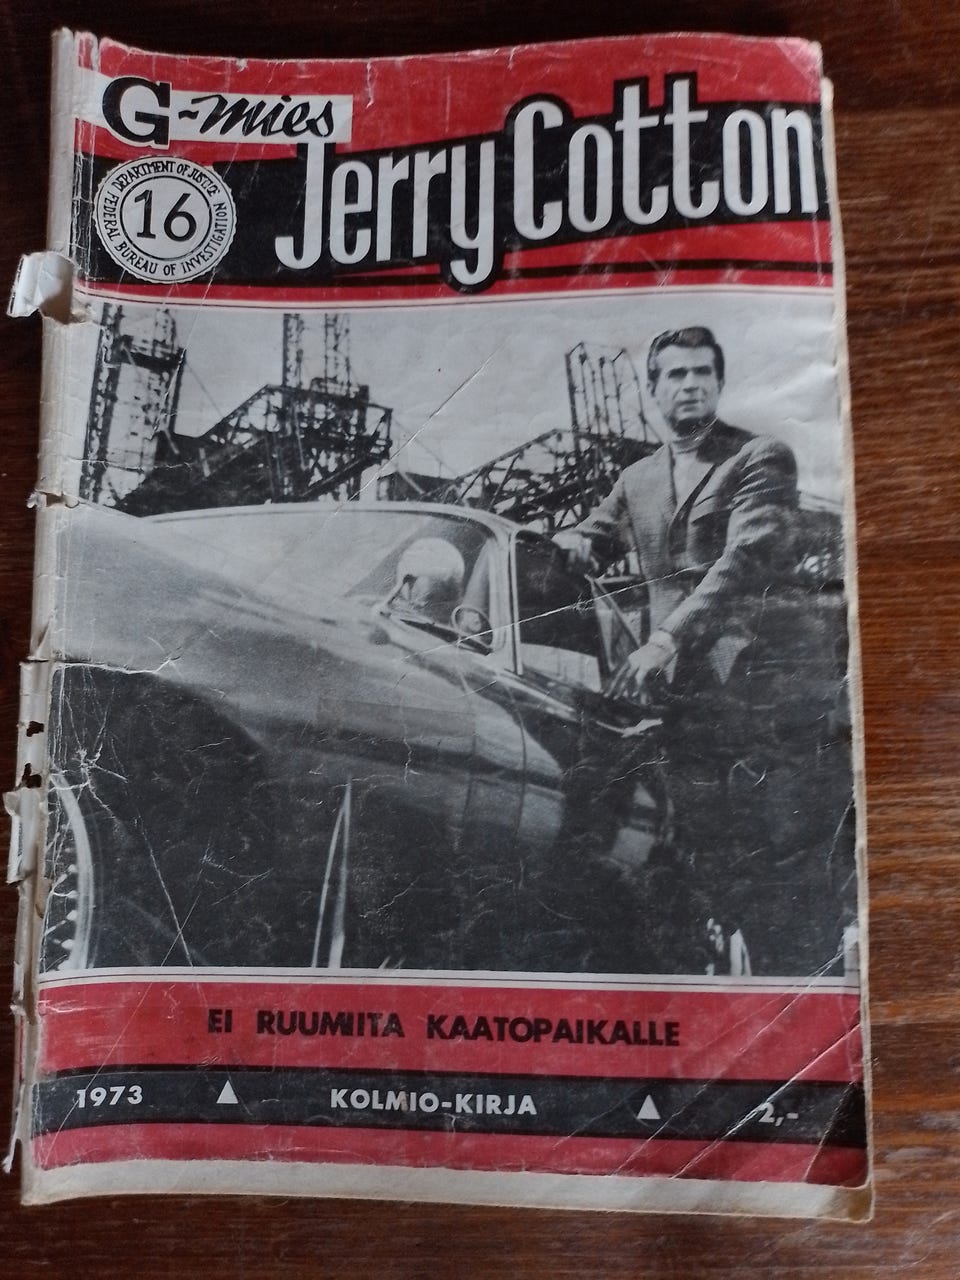 G-mies
Jerry Cotton
DEPARTMENT OF JUSTICE
16
FEDERAL BUREAU OF INVESTIGATION
EI RUUMIITA KAATOPAIKALLE
1973 KOLMIO-KIRJA 2,-